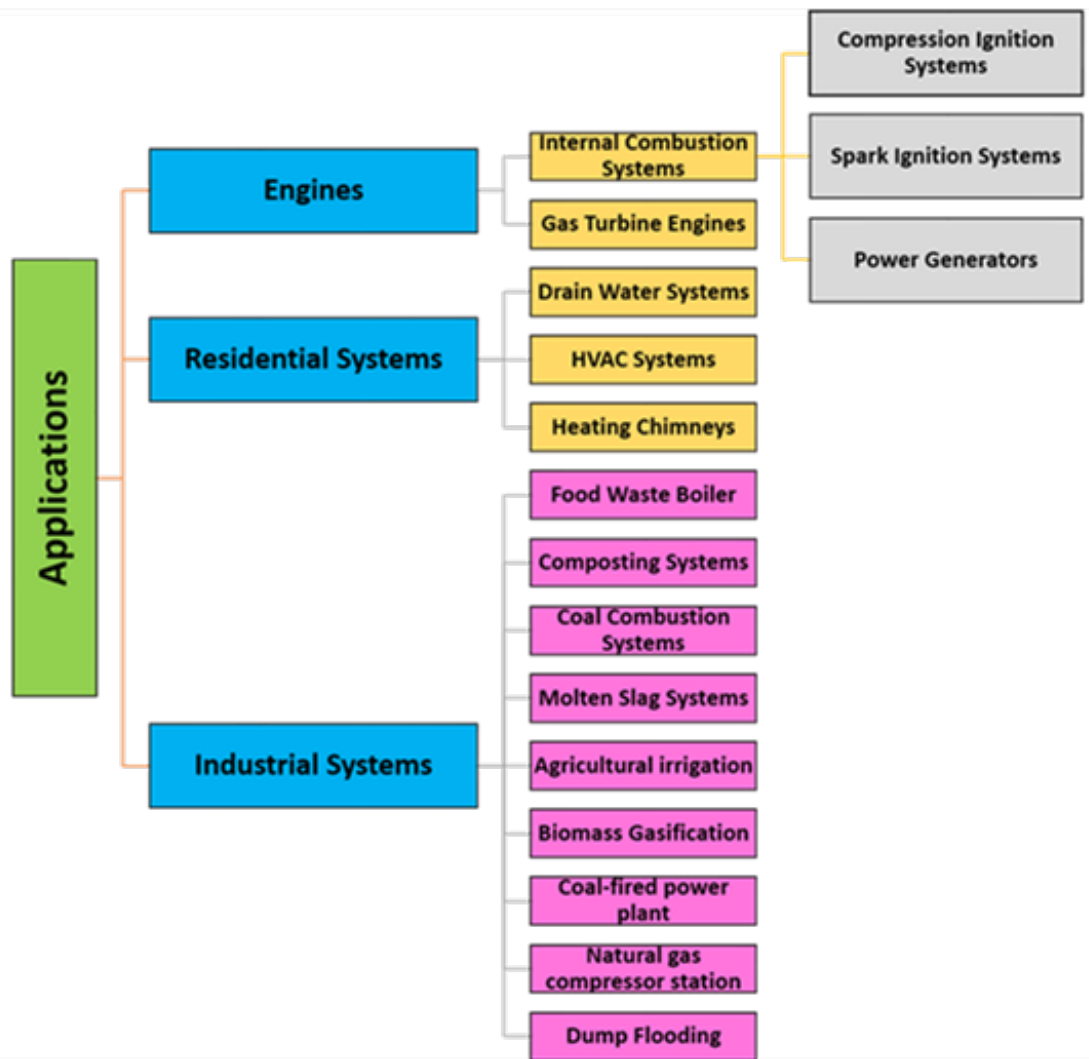 Applications
Engines
Internal Combustion
Systems
Compression Ignition
Systems
Spark Ignition Systems
Power Generators
Gas Turbine Engines
Residential Systems
Drain Water Systems
HVAC Systems
Heating Chimneys
Industrial Systems
Food Waste Boiler
Composting Systems
Coal Combustion
Systems
Molten Slag Systems
Agricultural irrigation
Biomass Gasification
Coal-fired power
plant
Natural gas
compressor station
Dump Flooding